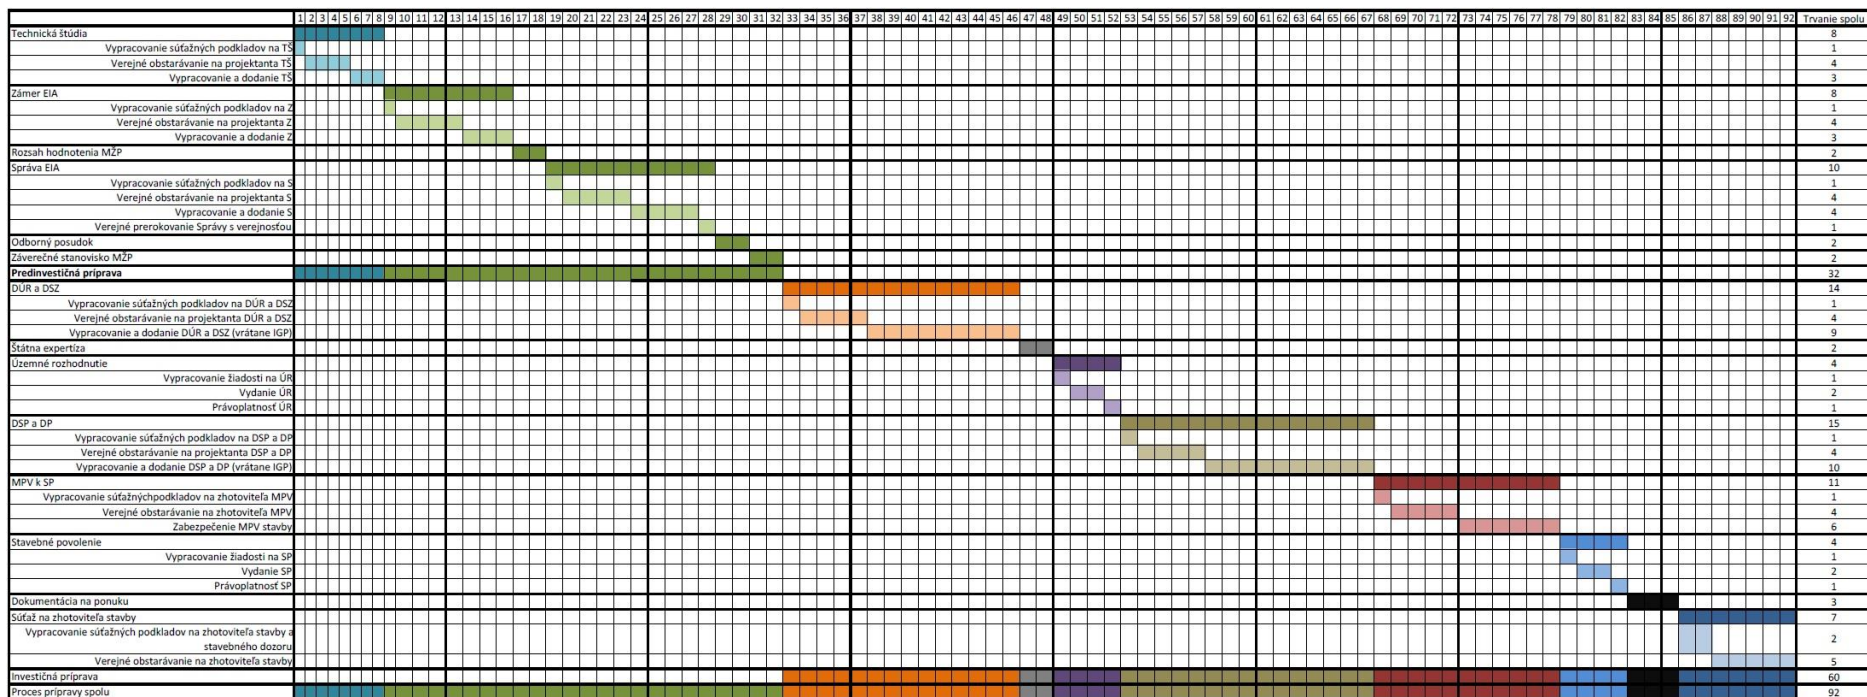 1 2 3 4 5 6 7 8 9 10 11 12 13 14 15 16 17 18 19 20 21 22 23 24 25 26 27 28 29 30 31 32 33 34 35 36 37 38 39 40 41 42 43 44 45 46 47 48 49 50 51 52 53 54 55 56 57 58 59 60 61 62 63 64 65 66 67 68 69 70 71 72 73 74 75 76 77 78 79 80 81 82 83 84 85 86 87 88 89 90 91 92 Trvanie spolu
Technická štúdia 8
Vypracovanie súťažných podkladov na TŠ 1
Verejné obstarávanie na projektanta TŠ 4
Vypracovanie a dodanie TŠ 3
Zámer EIA 8
Vypracovanie súťažných podkladov na Z 1
Verejné obstarávanie na projektanta Z 4
Vypracovanie a dodanie Z 3
Rozsah hodnotenia MŽP 2
Správa EIA 10
Vypracovanie súťažných podkladov na S 1
Verejné obstarávanie na projektanta S 4
Vypracovanie a dodanie S 4
Verejné prerokovanie Správy s verejnosťou 1
Odborný posudok 2
Záverečné stanovisko MŽP 2
Predinvestičná príprava 32
DÚR a DSZ 14
Vypracovanie súťažných podkladov na DÚR a DSZ 1
Verejné obstarávanie na projektanta DÚR a DSZ 4
Vypracovanie a dodanie DÚR a DSZ (vrátane IGP) 9
Štátna expertíza 2
Územné rozhodnutie 4
Vypracovanie žiadosti na ÚR 1
Vydanie ÚR 2
Právoplatnosť ÚR 1
DSP a DP 15
Vypracovanie súťažných podkladov na DSP a DP 1
Verejné obstarávanie na projektanta DSP a DP 4
Vypracovanie a dodanie DSP a DP (vrátane IGP) 10
MPV k SP 11
Vypracovanie súťažnýchpodkladov na zhotoviteľa MPV 1
Verejné obstarávanie na zhotoviteľa MPV 4
Zabezpečenie MPV stavby 6
Stavebné povolenie 4
Vypracovanie žiadosti na SP 1
Vydanie SP 2
Právoplatnosť SP 1
Dokumentácia na ponuku 3
Súťaž na zhotoviteľa stavby 7
Vypracovanie súťažných podkladov na zhotoviteľa stavby a
stavebného dozoru 2
Verejné obstarávanie na zhotoviteľa stavby 5
Investičná príprava 60
Proces prípravy spolu 92